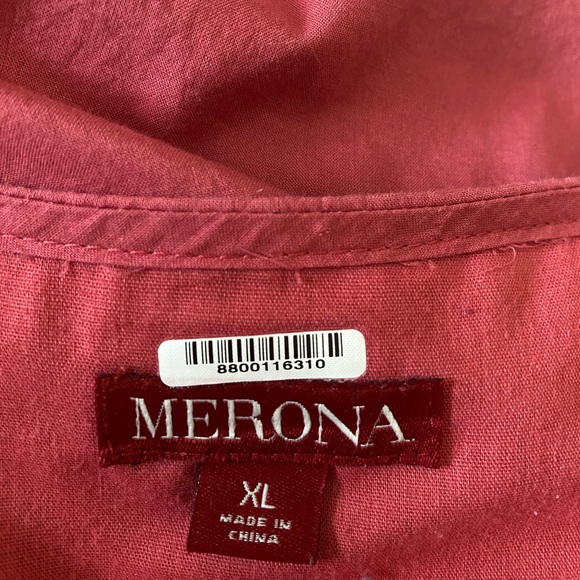 8800116310
MERONA
XL
MADE IN
CHINA